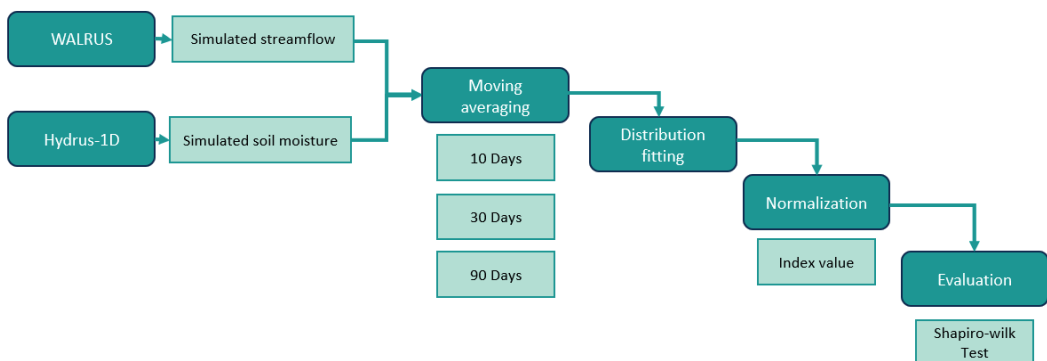 WALRUS
Simulated streamflow
Hydrus-1D
Simulated soil moisture
Moving
averaging
10 Days
30 Days
90 Days
Distribution
fitting
Normalization
Index value
Evaluation
Shapiro-wilk
Test